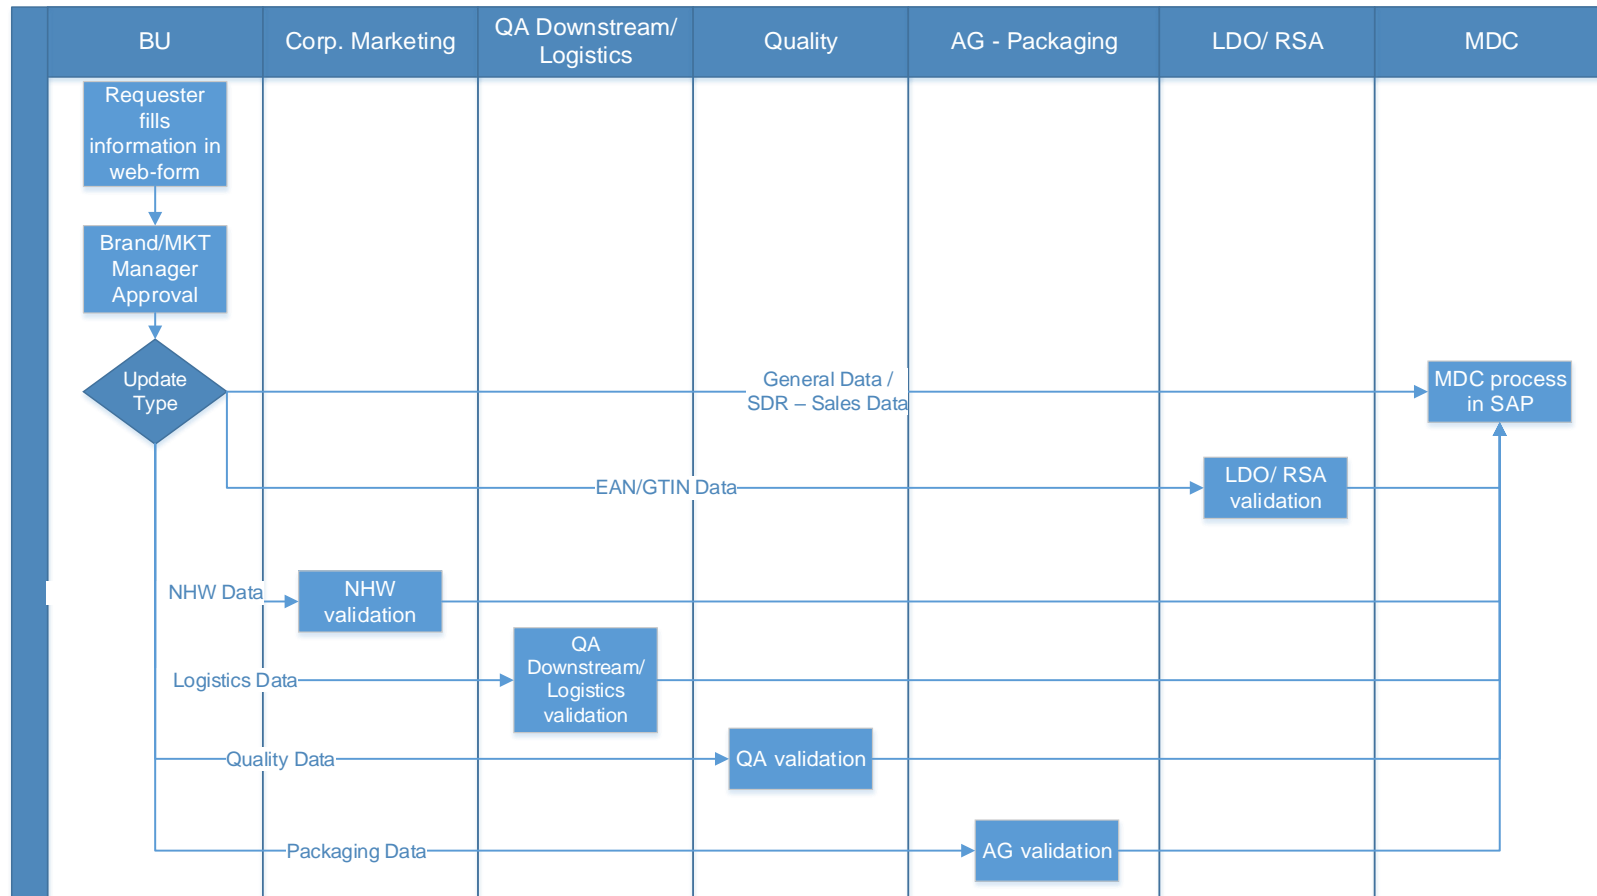 BU
Corp. Marketing
QA Downstream/
Logistics
Quality
AG - Packaging
LDO/ RSA
MDC
Requester
fills
information in
web-form
Brand/MKT
Manager
Approval
Update
Type
General Data /
SDR – Sales Data
MDC process
in SAP
EAN/GTIN Data
LDO/ RSA
validation
NHW Data
NHW
validation
Logistics Data
QA
Downstream/
Logistics
validation
Quality Data
QA validation
Packaging Data
AG validation